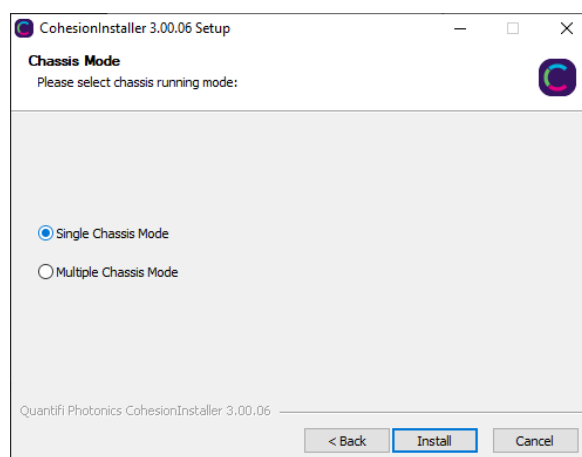 CohesionInstaller 3.00.06 Setup
Chassis Mode
Please select chassis running mode:
Single Chassis Mode
Multiple Chassis Mode
Quantifi Photonics CohesionInstaller 3.00.06
< Back Install Cancel